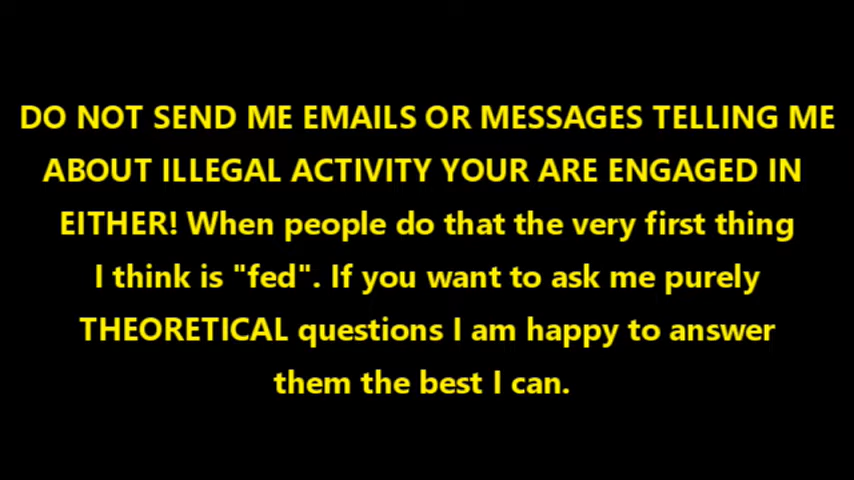 DO NOT SEND ME EMAILS OR MESSAGES TELLING ME
ABOUT ILLEGAL ACTIVITY YOUR ARE ENGAGED IN
EITHER! When people do that the very first thing
I think is "fed". If you want to ask me purely
THEORETICAL questions I am happy to answer
them the best I can.